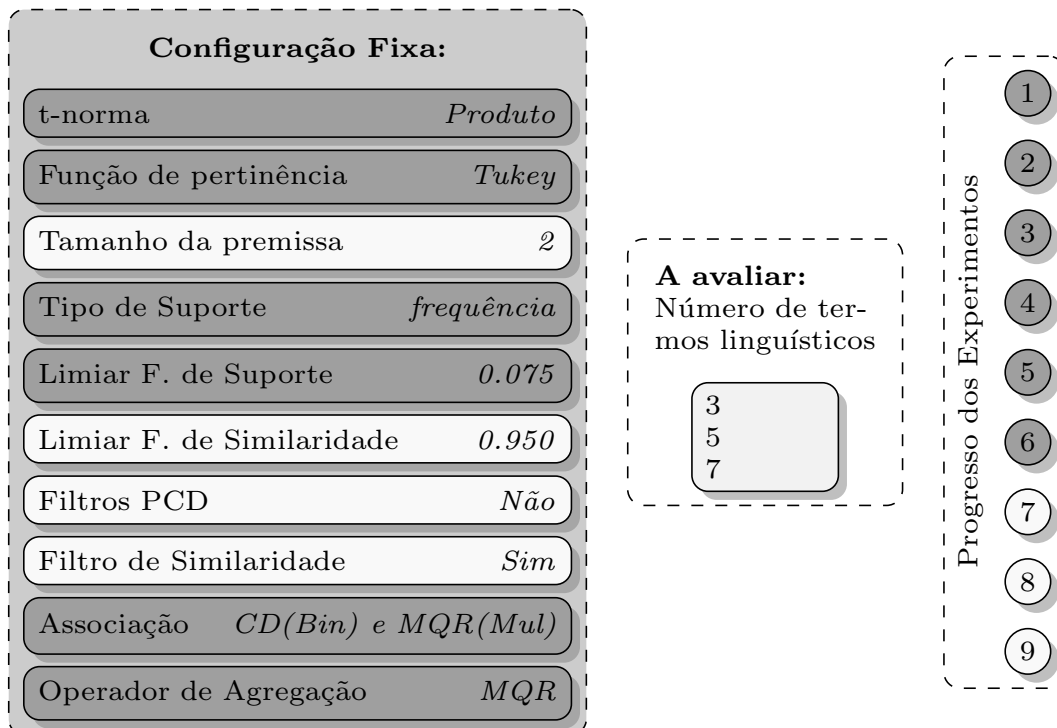 Configuração Fixa:
t-norma Produto
Função de pertinência Tukey
Tamanho da premissa 2
Tipo de Suporte frequência
Limiar F. de Suporte 0.075
Limiar F. de Similaridade 0.950
Filtros PCD Não
Filtro de Similaridade Sim
Associação CD(Bin) e MQR(Mul)
Operador de Agregação MQR
A avaliar:
Número de ter-
mos linguísticos
3
5
7
Progresso dos Experimentos
1
2
3
4
5
6
7
8
9